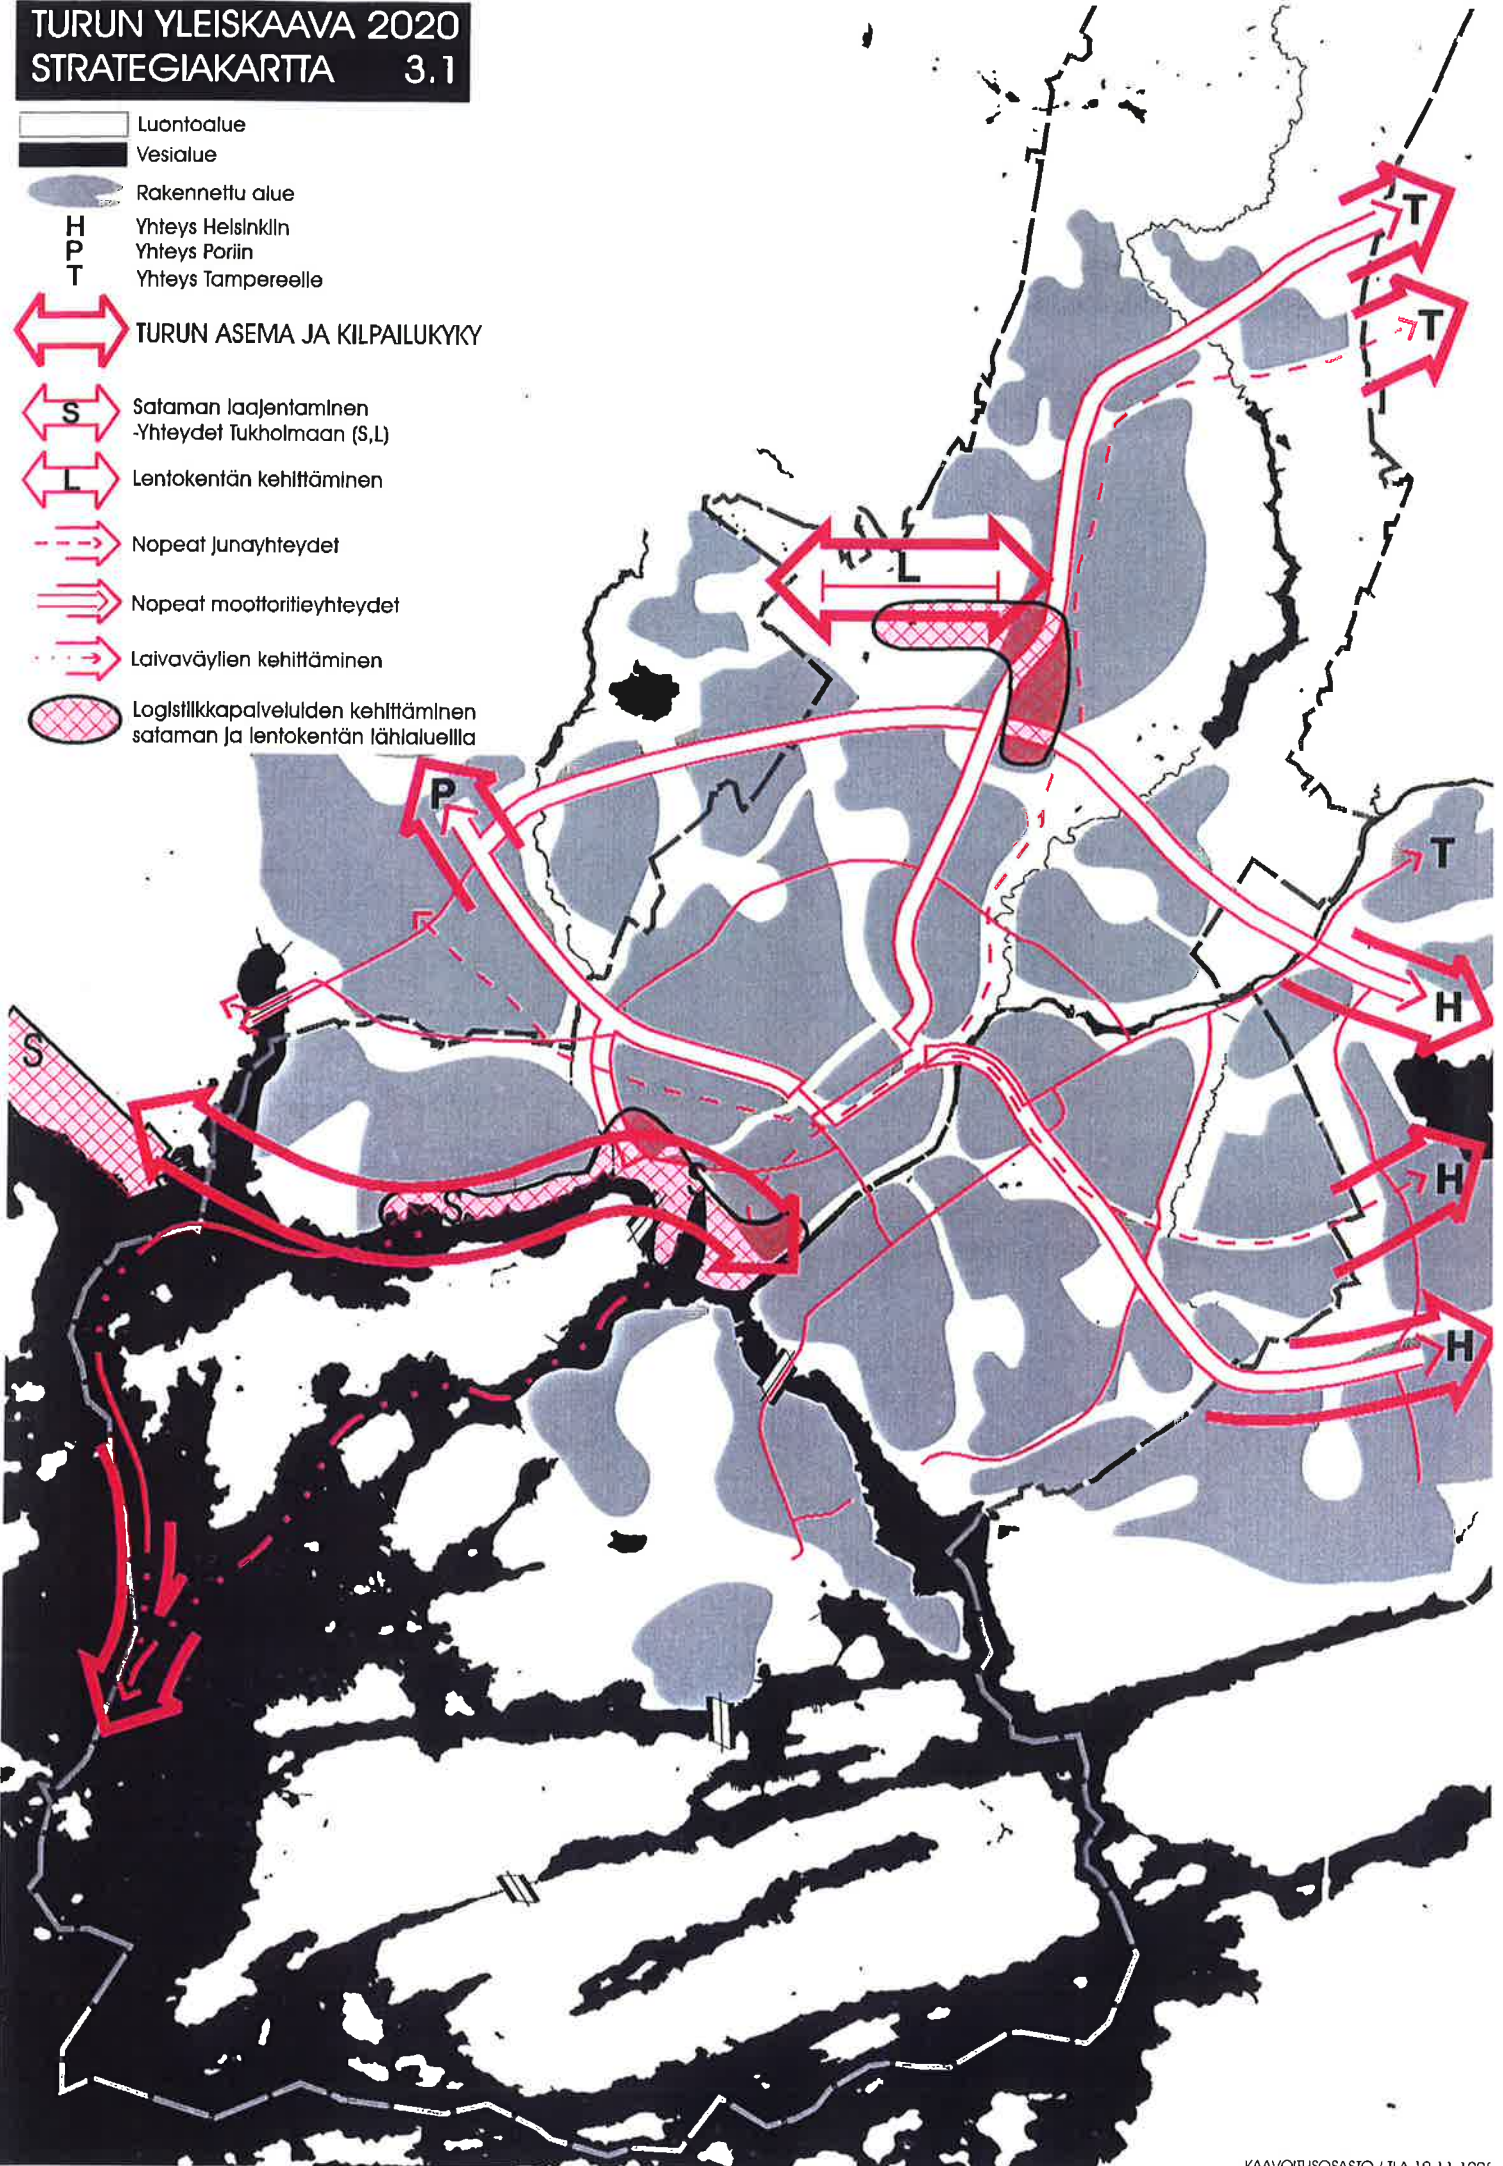 TURUN YLEISKAAVA 2020
STRATEGIAKARTTA 3.1
Luontoalue
Vesialue
Rakennettu alue
H Yhteys Helsinkiin
P Yhteys Poriin
T Yhteys Tampereelle
TURUN ASEMA JA KILPAILUKYKY
S Sataman laajentaminen
-Yhteydet Tukholmaan (S,L)
L Lentokentän kehittäminen
Nopeat junayhteydet
Nopeat moottoritieyhteydet
Laivaväylien kehittäminen
Logistiikkapalveluiden kehittäminen
sataman ja lentokentän lähialueilla
T
T
L
P
T
H
S
H
S
H
KAAVOITUSOSASTO